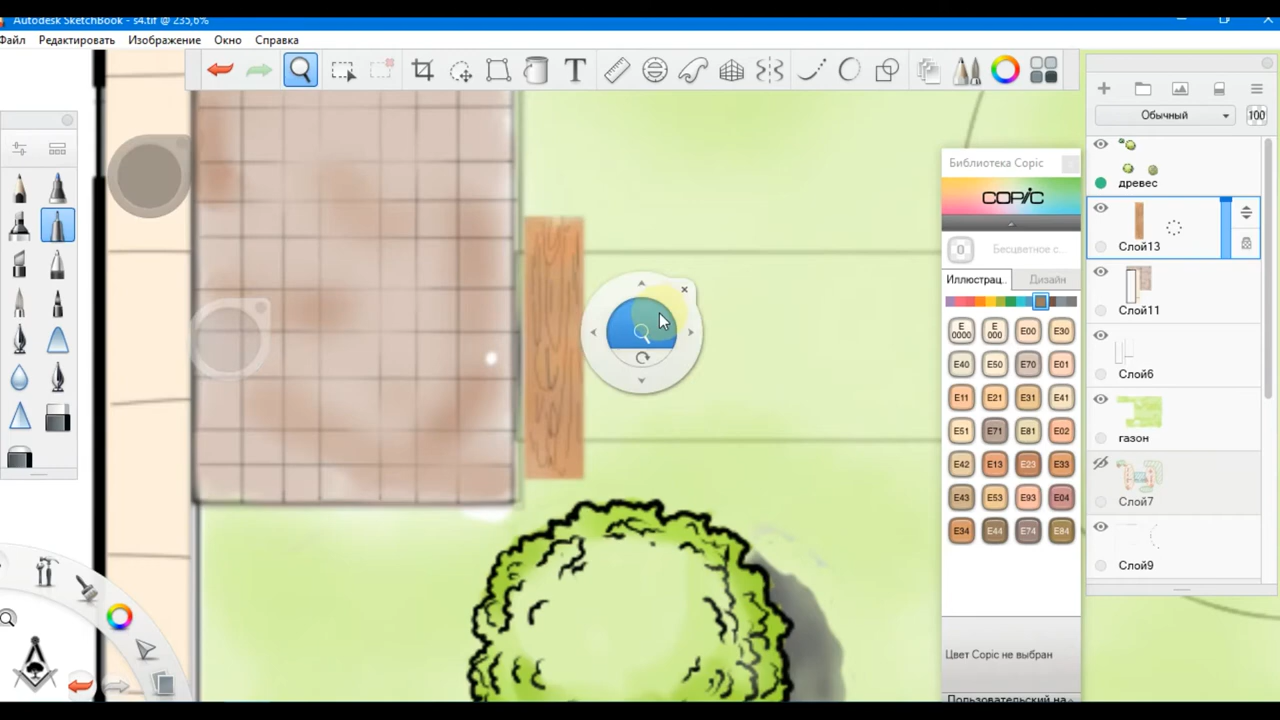 Autodesk SketchBook - s4.tif @ 235,6%
Файл Редактировать Изображение Окно Справка
T
Обычный 100
древес
Слой13
Слой11
Слой6
газон
Слой7
Слой9
Библиотека Copic
COPIC
0 Бесцветное с...
Иллюстрац.. Дизайн
E0000 E000 E00 E30
E40 E50 E70 E01
E11 E21 E31 E41
E51 E71 E81 E02
E42 E13 E23 E33
E43 E53 E93 E04
E34 E44 E74 E84
Цвет Copic не выбран
Пользовательский на